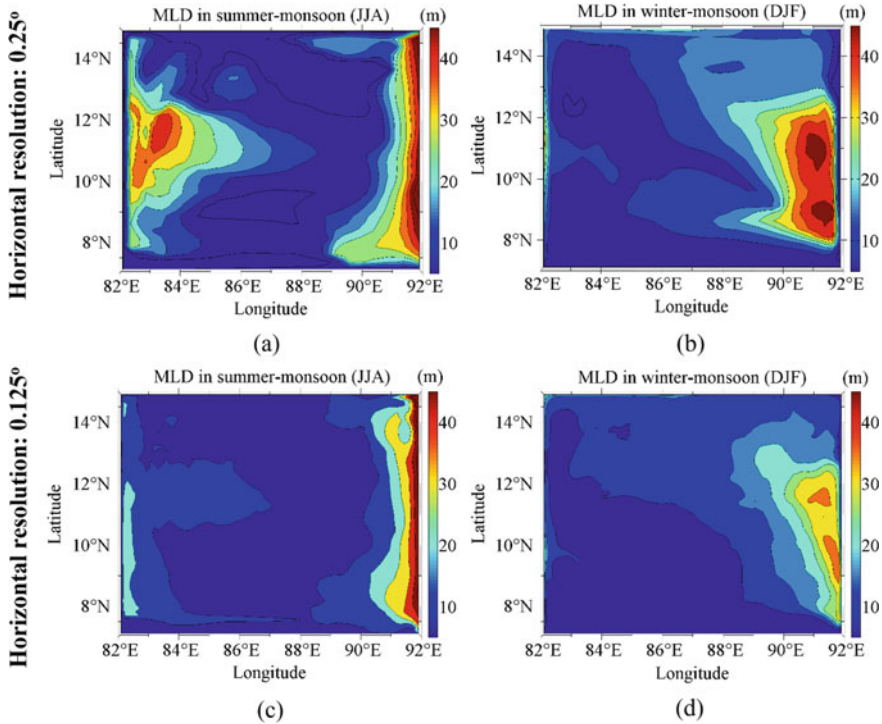 Horizontal resolution: 0.25°
MLD in summer-monsoon (JJA) (m)
14°N
12°N
10°N
8°N
Latitude
82°E 84°E 86°E 88°E 90°E 92°E
Longitude
40
30
20
10
(a)
MLD in winter-monsoon (DJF) (m)
14°N
12°N
10°N
8°N
Latitude
82°E 84°E 86°E 88°E 90°E 92°E
Longitude
40
30
20
10
(b)
Horizontal resolution: 0.125°
MLD in summer-monsoon (JJA) (m)
14°N
12°N
10°N
8°N
Latitude
82°E 84°E 86°E 88°E 90°E 92°E
Longitude
40
30
20
10
(c)
MLD in winter-monsoon (DJF) (m)
14°N
12°N
10°N
8°N
Latitude
82°E 84°E 86°E 88°E 90°E 92°E
Longitude
40
30
20
10
(d)